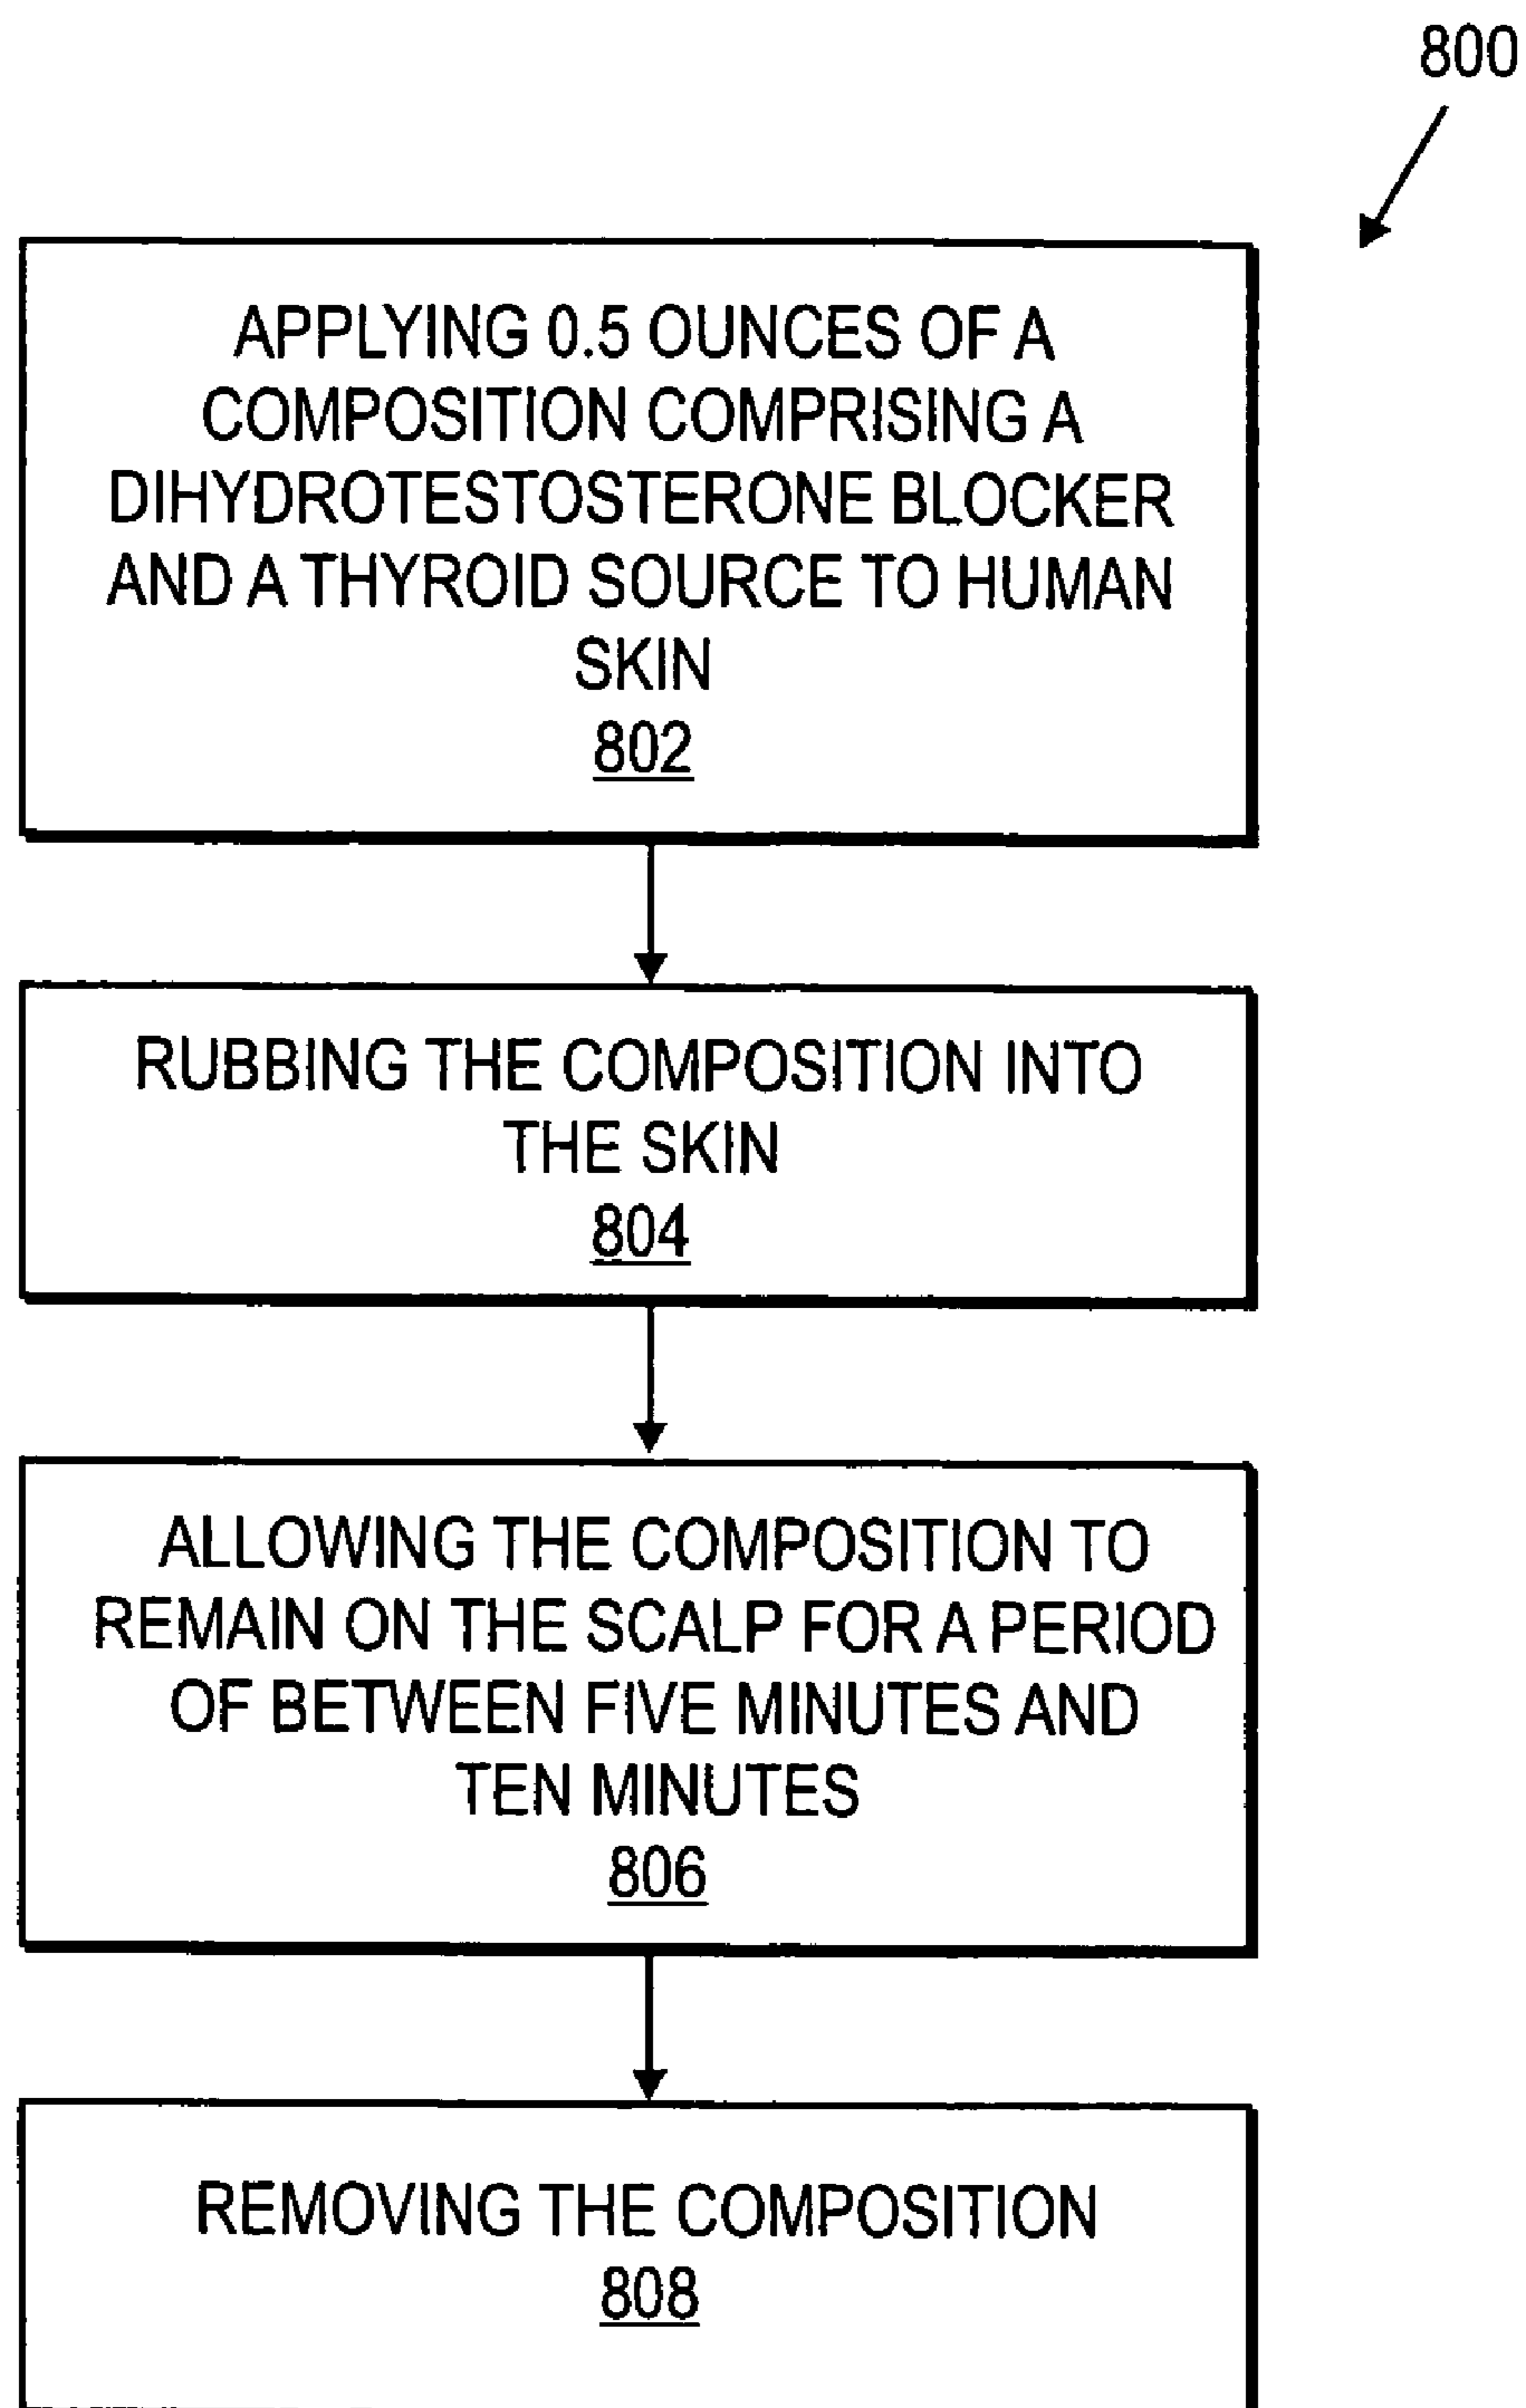 800
APPLYING 0.5 OUNCES OF A
COMPOSITION COMPRISING A
DIHYDROTESTOSTERONE BLOCKER
AND A THYROID SOURCE TO HUMAN
SKIN
802
RUBBING THE COMPOSITION INTO
THE SKIN
804
ALLOWING THE COMPOSITION TO
REMAIN ON THE SCALP FOR A PERIOD
OF BETWEEN FIVE MINUTES AND
TEN MINUTES
806
REMOVING THE COMPOSITION
808